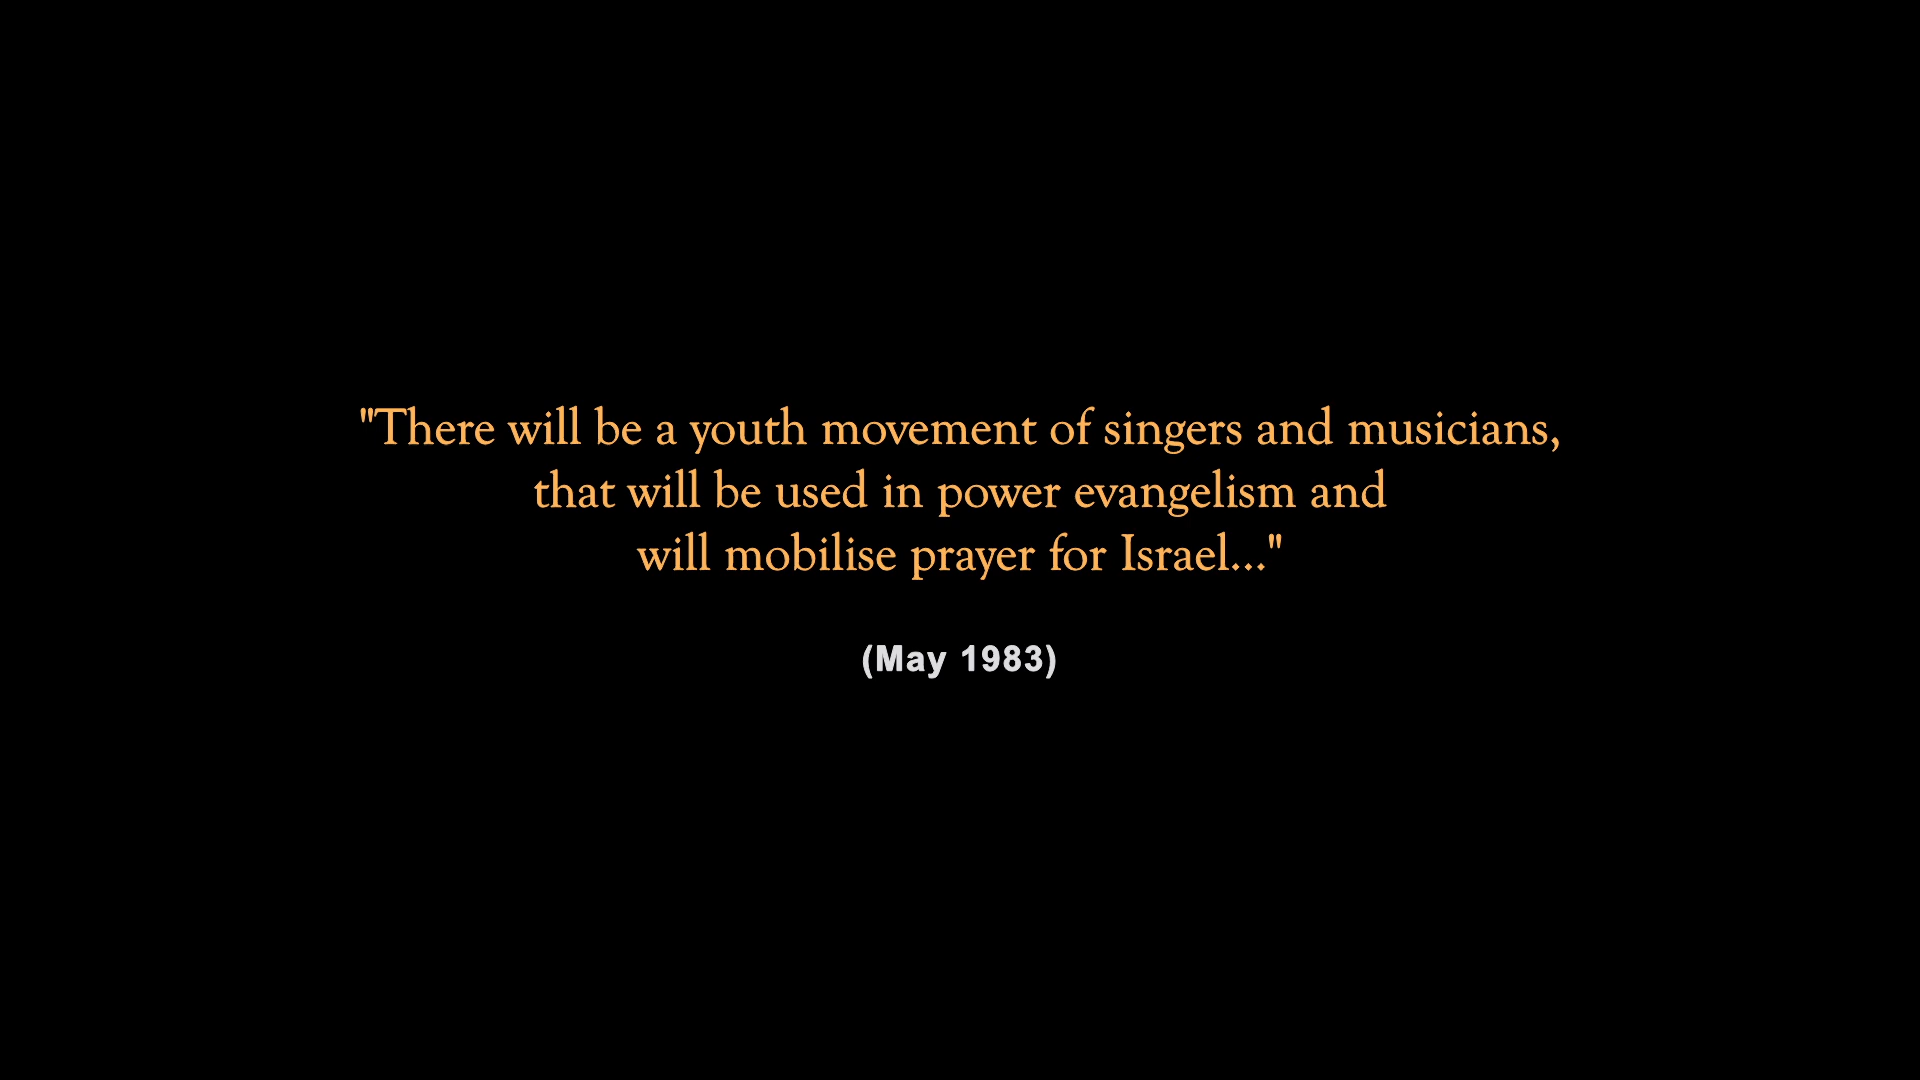 "There will be a youth movement of singers and musicians,
that will be used in power evangelism and
will mobilise prayer for Israel..."
(May 1983)